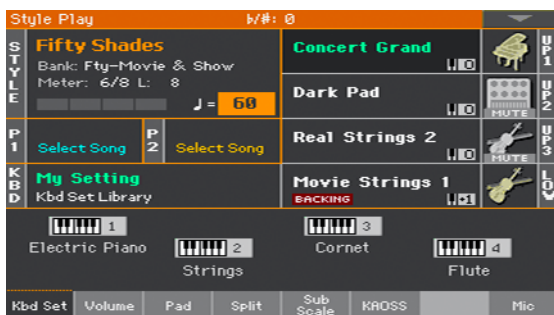 Style Play ♭/#: 0
STYLE
Fifty Shades
Bank: Fty-Movie & Show
Meter: 6/8 L: 8
♩= 60
Concert Grand
UP1
Dark Pad
MUTE
UP2
Real Strings 2
MUTE
UP3
P1 Select Song P2 Select Song
KBD
My Setting
Kbd Set Library
Movie Strings 1
BACKING
LOW
1
Electric Piano
2
Strings
3
Cornet
4
Flute
Kbd Set Volume Pad Split Sub Scale KAOSS Mic